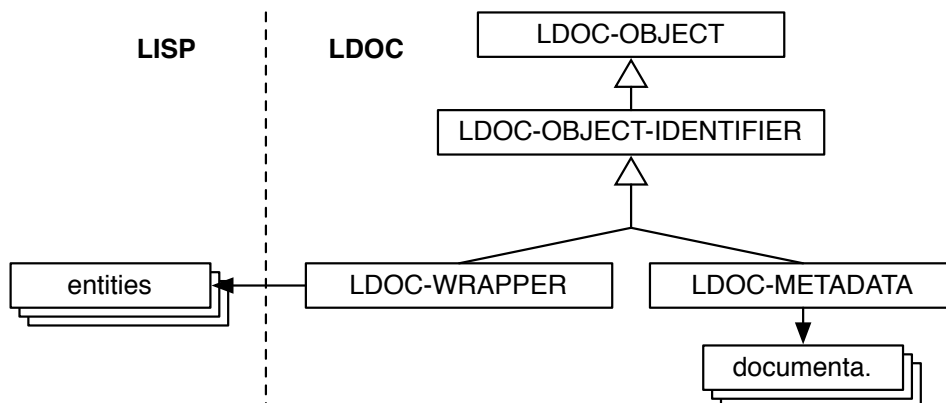 LDOC-OBJECT
LISP
LDOC
LDOC-OBJECT-IDENTIFIER
entities
LDOC-WRAPPER
LDOC-METADATA
documenta.